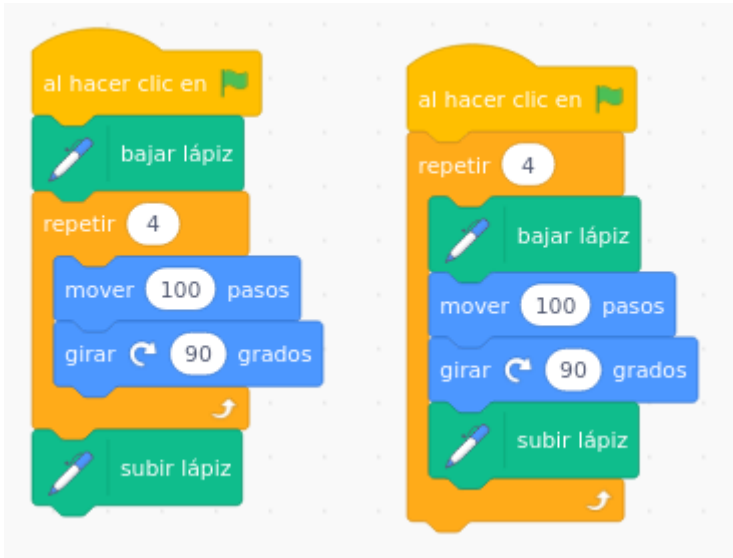 al hacer clic en
bajar lápiz
repetir 4
mover 100 pasos
girar 90 grados
subir lápiz
al hacer clic en
repetir 4
bajar lápiz
mover 100 pasos
girar 90 grados
subir lápiz